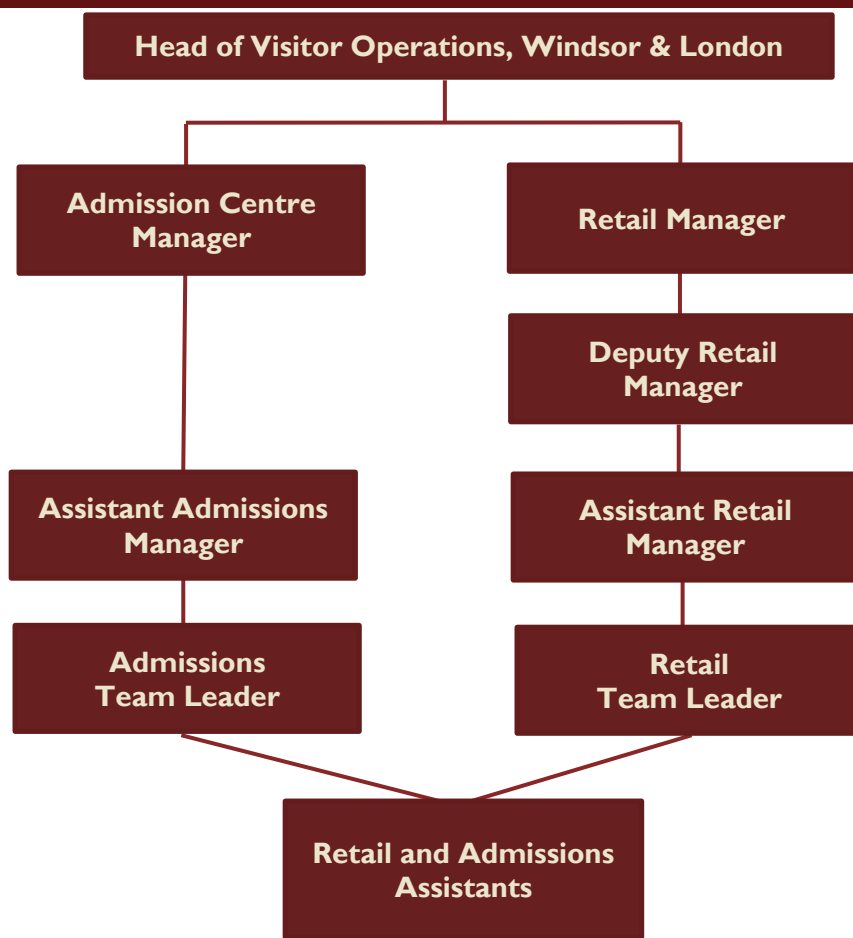 Head of Visitor Operations, Windsor & London
Admission Centre
Manager
Retail Manager
Deputy Retail
Manager
Assistant Admissions
Manager
Assistant Retail
Manager
Admissions
Team Leader
Retail
Team Leader
Retail and Admissions
Assistants